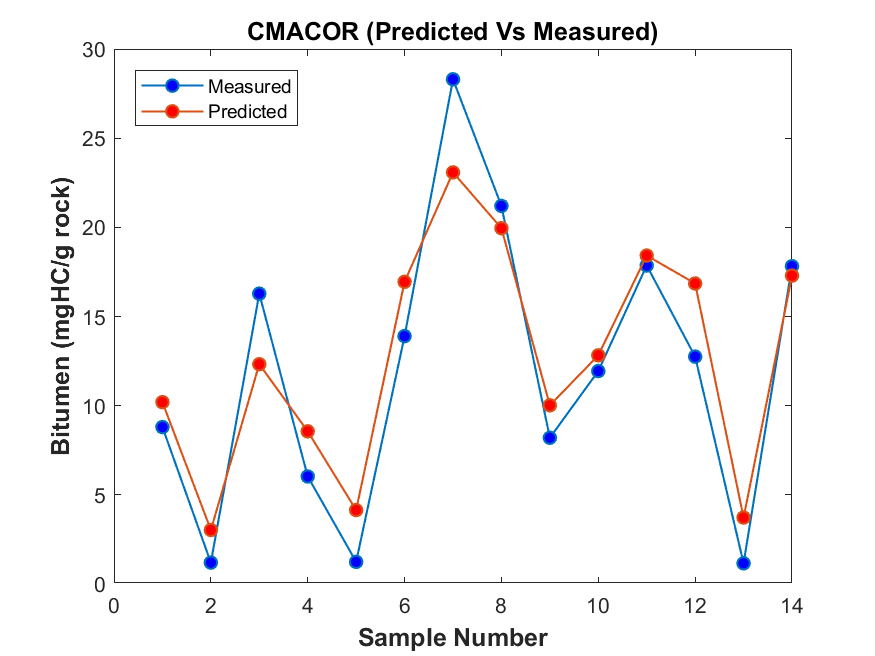 CMACOR (Predicted Vs Measured)
Measured
Predicted
Bitumen (mgHC/g rock)
30
25
20
15
10
5
0
0 2 4 6 8 10 12 14
Sample Number